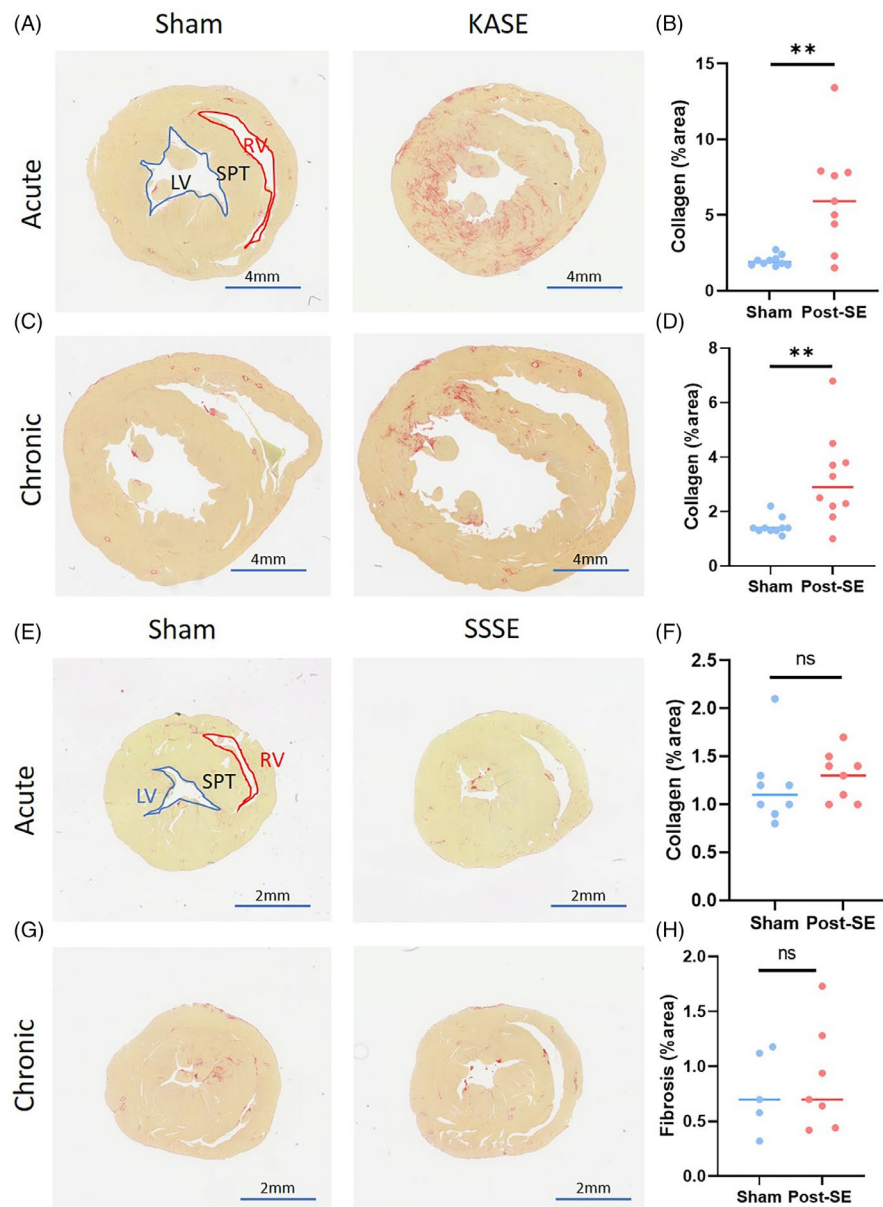 (A)
Sham
KASE
(B)
Acute
LV
SPT
RV
4mm
4mm
Collagen (% area)
15
10
5
0
**
Sham Post-SE
(C)
(D)
Chronic
4mm
4mm
Collagen (% area)
8
6
4
2
0
**
Sham Post-SE
(E)
Sham
SSSE
(F)
Acute
LV
SPT
RV
2mm
2mm
Collagen (% area)
2.5
2.0
1.5
1.0
0.5
0.0
ns
Sham Post-SE
(G)
(H)
Chronic
2mm
2mm
Fibrosis (% area)
2.0
1.5
1.0
0.5
0.0
ns
Sham Post-SE